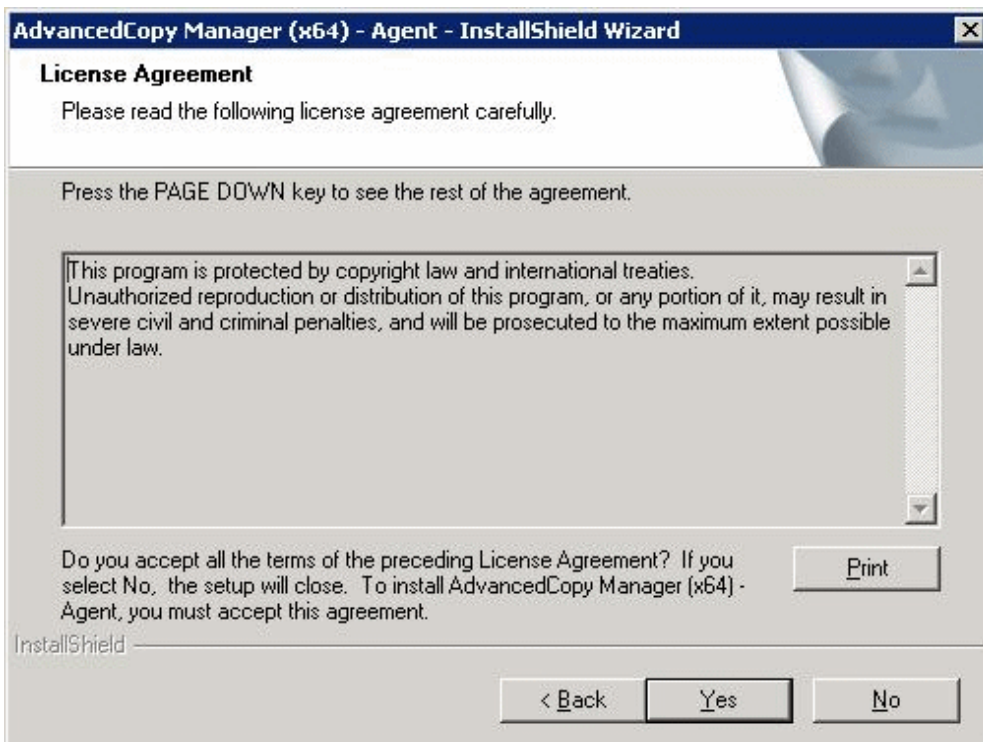 AdvancedCopy Manager (x64) - Agent - InstallShield Wizard
License Agreement
Please read the following license agreement carefully.
Press the PAGE DOWN key to see the rest of the agreement.
This program is protected by copyright law and international treaties.
Unauthorized reproduction or distribution of this program, or any portion of it, may result in
severe civil and criminal penalties, and will be prosecuted to the maximum extent possible
under law.
Do you accept all the terms of the preceding License Agreement?  If you
select No,  the setup will close.  To install AdvancedCopy Manager (x64) -
Agent, you must accept this agreement.
Print
InstallShield
< Back
Yes
No